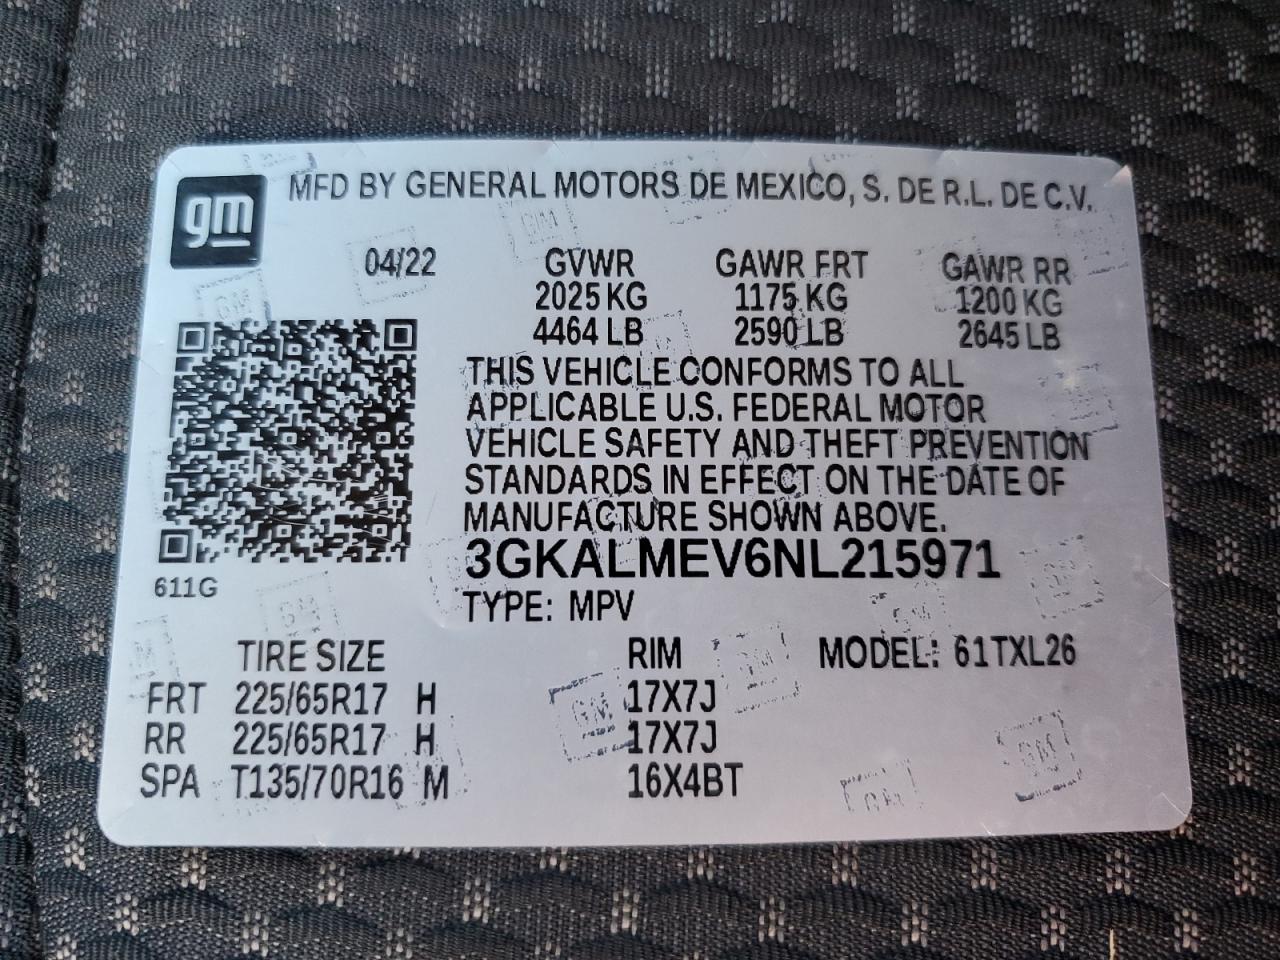 gm
MFD BY GENERAL MOTORS DE MEXICO, S. DE R.L. DE C.V.
04/22 GVWR GAWR FRT GAWR RR
2025 KG 1175 KG 1200 KG
4464 LB 2590 LB 2645 LB
THIS VEHICLE CONFORMS TO ALL
APPLICABLE U.S. FEDERAL MOTOR
VEHICLE SAFETY AND THEFT PREVENTION
STANDARDS IN EFFECT ON THE DATE OF
MANUFACTURE SHOWN ABOVE.
3GKALMEV6NL215971
611G
TYPE: MPV
TIRE SIZE RIM MODEL: 61TXL26
FRT 225/65R17 H 17X7J
RR 225/65R17 H 17X7J
SPA T135/70R16 M 16X4BT